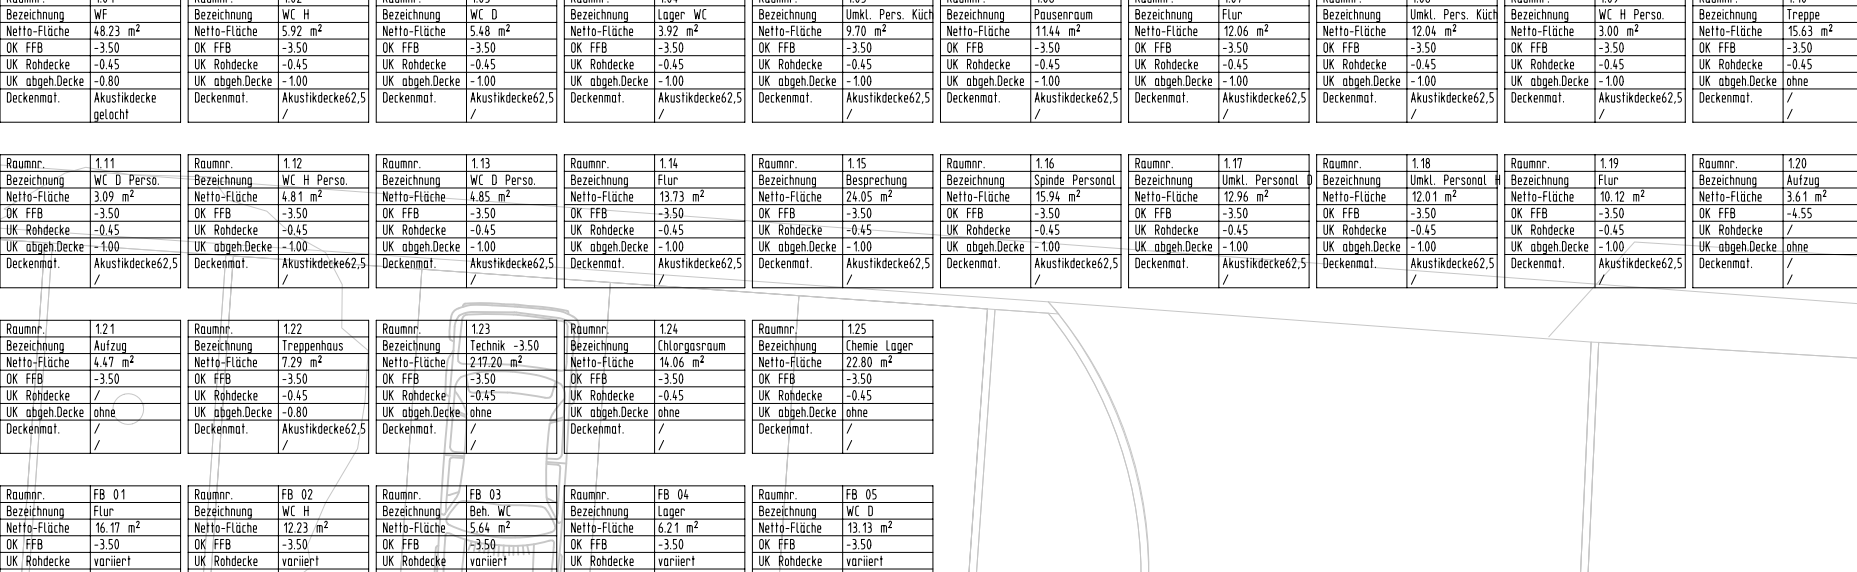 Bezeichnung WF
Netto-Fläche 48.23 m²
OK FFB -3.50
UK Rohdecke -0.45
UK abgeh.Decke -0.80
Deckenmat. Akustikdecke
gelocht
Bezeichnung WC H
Netto-Fläche 5.92 m²
OK FFB -3.50
UK Rohdecke -0.45
UK abgeh.Decke -1.00
Deckenmat. Akustikdecke62,5
/
Bezeichnung WC D
Netto-Fläche 5.48 m²
OK FFB -3.50
UK Rohdecke -0.45
UK abgeh.Decke -1.00
Deckenmat. Akustikdecke62,5
/
Bezeichnung Lager WC
Netto-Fläche 3.92 m²
OK FFB -3.50
UK Rohdecke -0.45
UK abgeh.Decke -1.00
Deckenmat. Akustikdecke62,5
/
Bezeichnung Umkl. Pers. Küch
Netto-Fläche 9.70 m²
OK FFB -3.50
UK Rohdecke -0.45
UK abgeh.Decke -1.00
Deckenmat. Akustikdecke62,5
/
Bezeichnung Pausenraum
Netto-Fläche 11.44 m²
OK FFB -3.50
UK Rohdecke -0.45
UK abgeh.Decke -1.00
Deckenmat. Akustikdecke62,5
/
Bezeichnung Flur
Netto-Fläche 12.06 m²
OK FFB -3.50
UK Rohdecke -0.45
UK abgeh.Decke -1.00
Deckenmat. Akustikdecke62,5
/
Bezeichnung Umkl. Pers. Küch
Netto-Fläche 12.04 m²
OK FFB -3.50
UK Rohdecke -0.45
UK abgeh.Decke -1.00
Deckenmat. Akustikdecke62,5
/
Bezeichnung WC H Perso.
Netto-Fläche 3.00 m²
OK FFB -3.50
UK Rohdecke -0.45
UK abgeh.Decke -1.00
Deckenmat. Akustikdecke62,5
/
Bezeichnung Treppe
Netto-Fläche 15.63 m²
OK FFB -3.50
UK Rohdecke -0.45
UK abgeh.Decke ohne
Deckenmat. /
/
Raumnr. 1.11
Bezeichnung WC D Perso.
Netto-Fläche 3.09 m²
OK FFB -3.50
UK Rohdecke -0.45
UK abgeh.Decke -1.00
Deckenmat. Akustikdecke62,5
/
Raumnr. 1.12
Bezeichnung WC H Perso.
Netto-Fläche 4.81 m²
OK FFB -3.50
UK Rohdecke -0.45
UK abgeh.Decke -1.00
Deckenmat. Akustikdecke62,5
/
Raumnr. 1.13
Bezeichnung WC D Perso.
Netto-Fläche 4.85 m²
OK FFB -3.50
UK Rohdecke -0.45
UK abgeh.Decke -1.00
Deckenmat. Akustikdecke62,5
/
Raumnr. 1.14
Bezeichnung Flur
Netto-Fläche 13.73 m²
OK FFB -3.50
UK Rohdecke -0.45
UK abgeh.Decke -1.00
Deckenmat. Akustikdecke62,5
/
Raumnr. 1.15
Bezeichnung Besprechung
Netto-Fläche 24.05 m²
OK FFB -3.50
UK Rohdecke -0.45
UK abgeh.Decke -1.00
Deckenmat. Akustikdecke62,5
/
Raumnr. 1.16
Bezeichnung Spinde Personal
Netto-Fläche 15.94 m²
OK FFB -3.50
UK Rohdecke -0.45
UK abgeh.Decke -1.00
Deckenmat. Akustikdecke62,5
/
Raumnr. 1.17
Bezeichnung Umkl. Personal D
Netto-Fläche 12.96 m²
OK FFB -3.50
UK Rohdecke -0.45
UK abgeh.Decke -1.00
Deckenmat. Akustikdecke62,5
/
Raumnr. 1.18
Bezeichnung Umkl. Personal H
Netto-Fläche 12.01 m²
OK FFB -3.50
UK Rohdecke -0.45
UK abgeh.Decke -1.00
Deckenmat. Akustikdecke62,5
/
Raumnr. 1.19
Bezeichnung Flur
Netto-Fläche 10.12 m²
OK FFB -3.50
UK Rohdecke -0.45
UK abgeh.Decke -1.00
Deckenmat. Akustikdecke62,5
/
Raumnr. 1.20
Bezeichnung Aufzug
Netto-Fläche 3.61 m²
OK FFB -4.55
UK Rohdecke /
UK abgeh.Decke ohne
Deckenmat. /
/
Raumnr. 1.21
Bezeichnung Aufzug
Netto-Fläche 4.47 m²
OK FFB -3.50
UK Rohdecke /
UK abgeh.Decke ohne
Deckenmat. /
/
Raumnr. 1.22
Bezeichnung Treppenhaus
Netto-Fläche 7.29 m²
OK FFB -3.50
UK Rohdecke -0.45
UK abgeh.Decke -0.80
Deckenmat. Akustikdecke62,5
/
Raumnr. 1.23
Bezeichnung Technik -3.50
Netto-Fläche 217.20 m²
OK FFB -3.50
UK Rohdecke -0.45
UK abgeh.Decke ohne
Deckenmat. /
/
Raumnr. 1.24
Bezeichnung Chlorgasraum
Netto-Fläche 14.06 m²
OK FFB -3.50
UK Rohdecke -0.45
UK abgeh.Decke ohne
Deckenmat. /
/
Raumnr. 1.25
Bezeichnung Chemie Lager
Netto-Fläche 22.80 m²
OK FFB -3.50
UK Rohdecke -0.45
UK abgeh.Decke ohne
Deckenmat. /
/
Raumnr. FB 01
Bezeichnung Flur
Netto-Fläche 16.17 m²
OK FFB -3.50
UK Rohdecke variiert
Raumnr. FB 02
Bezeichnung WC H
Netto-Fläche 12.23 m²
OK FFB -3.50
UK Rohdecke variiert
Raumnr. FB 03
Bezeichnung Beh. WC
Netto-Fläche 5.64 m²
OK FFB -3.50
UK Rohdecke variiert
Raumnr. FB 04
Bezeichnung Lager
Netto-Fläche 6.21 m²
OK FFB -3.50
UK Rohdecke variiert
Raumnr. FB 05
Bezeichnung WC D
Netto-Fläche 13.13 m²
OK FFB -3.50
UK Rohdecke variiert